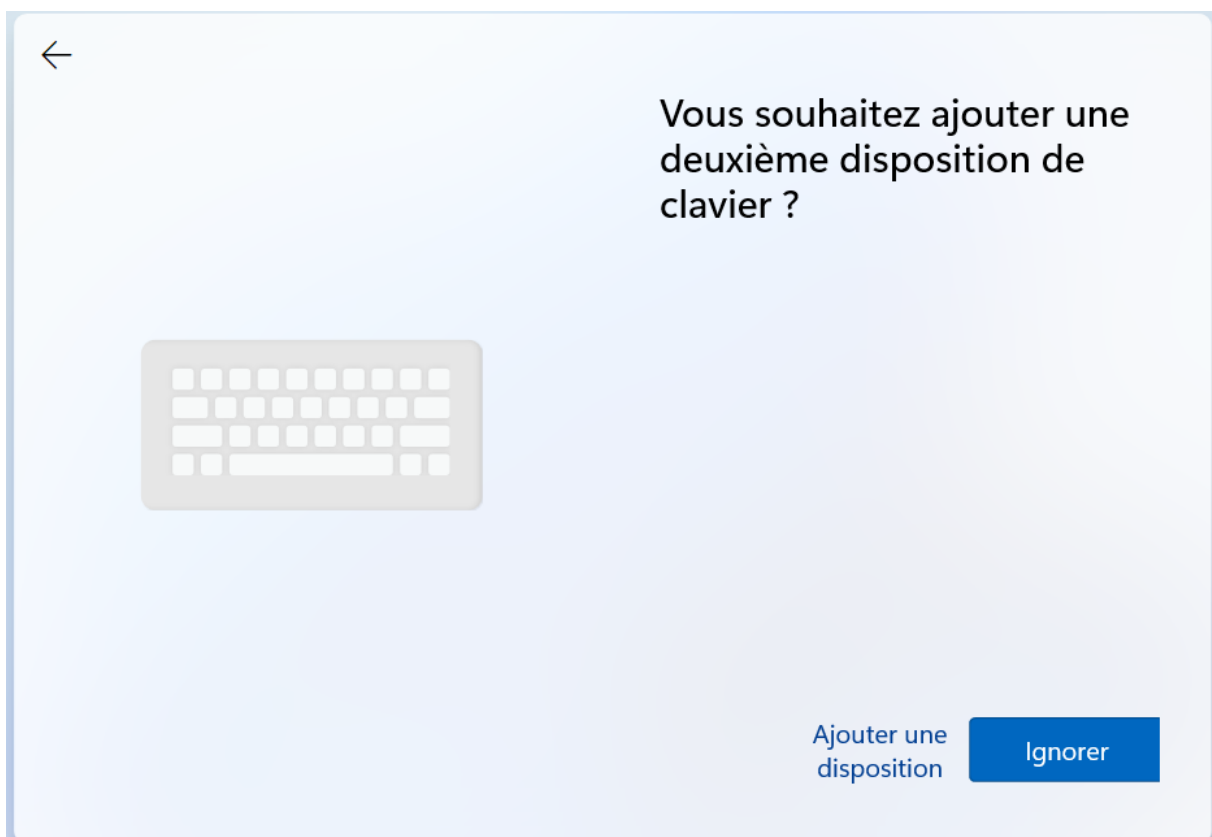 Vous souhaitez ajouter une
deuxième disposition de
clavier ?
Ajouter une
disposition
Ignorer